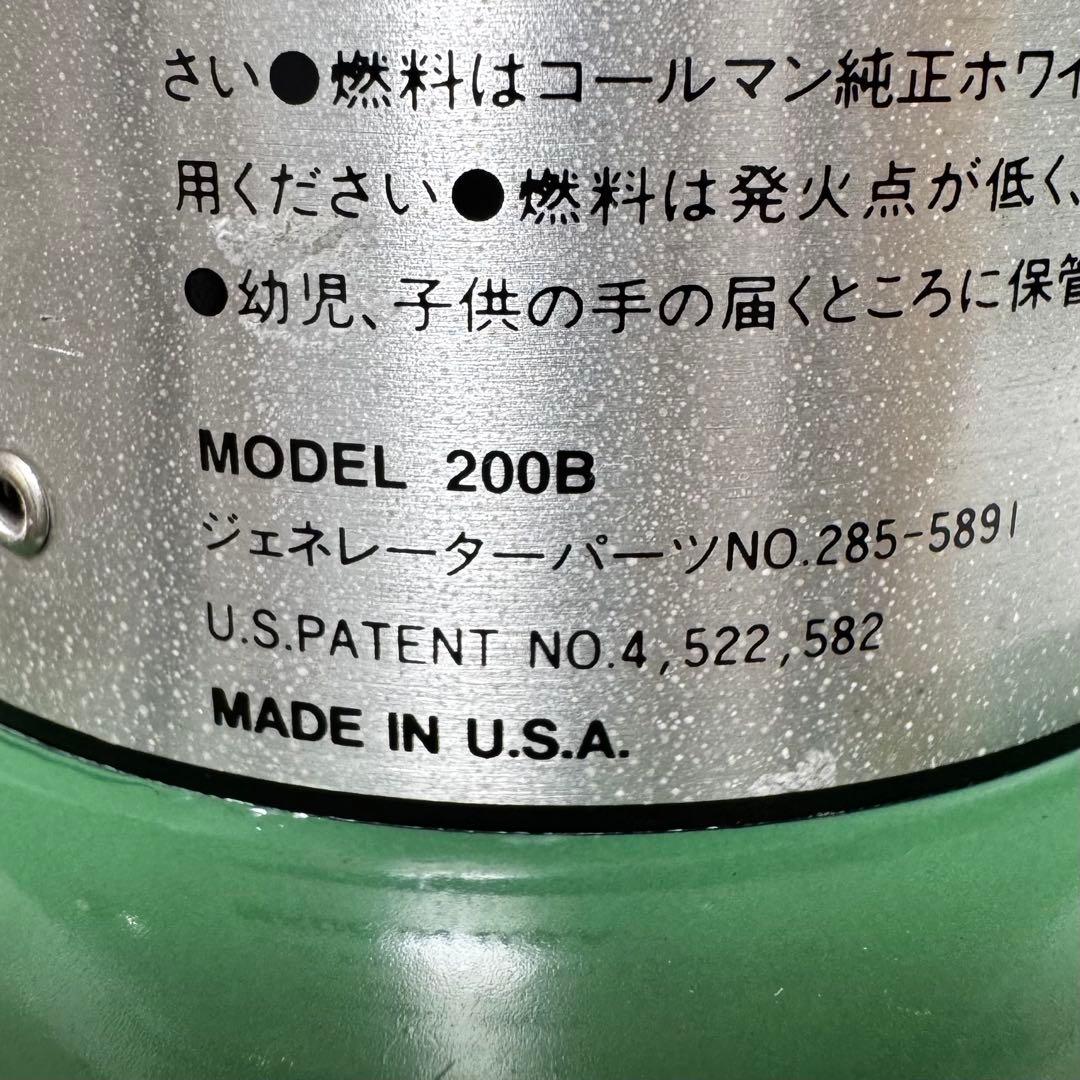 さい●燃料はコールマン純正ホワイ
用ください●燃料は発火点が低く、
●幼児、子供の手の届くところに保管
MODEL 200B
ジェネレーターパーツNO.285-5891
U.S.PATENT NO.4,522,582
MADE IN U.S.A.